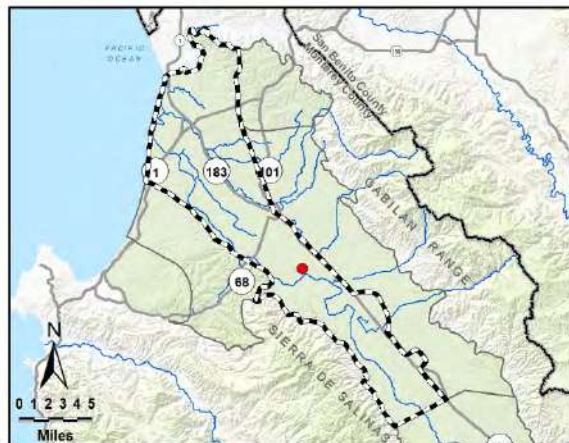 PACIFIC
OCEAN
1
San Benito County
Monterey County
1
183
101
GABILAN RANGE
68
SIERRA DE SALINAS
N
0 1 2 3 4 5
Miles